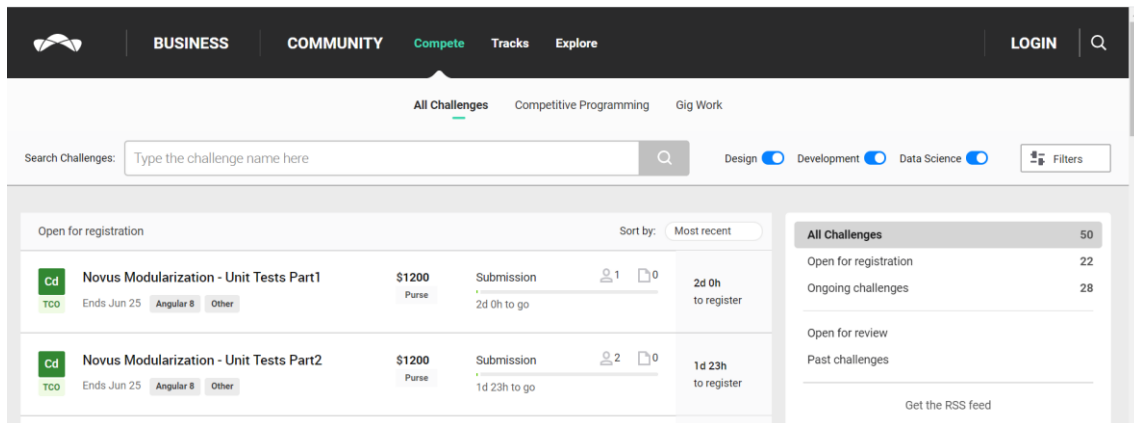 BUSINESS COMMUNITY Compete Tracks Explore LOGIN
All Challenges Competitive Programming Gig Work
Search Challenges: Type the challenge name here Design Development Data Science Filters
Open for registration Sort by: Most recent
Cd Novus Modularization - Unit Tests Part1 $1200 Submission 1 0 2d 0h
TCO Ends Jun 25 Angular 8 Other Purse 2d 0h to go to register
Cd Novus Modularization - Unit Tests Part2 $1200 Submission 2 0 1d 23h
TCO Ends Jun 25 Angular 8 Other Purse 1d 23h to go to register
All Challenges 50
Open for registration 22
Ongoing challenges 28
Open for review
Past challenges
Get the RSS feed